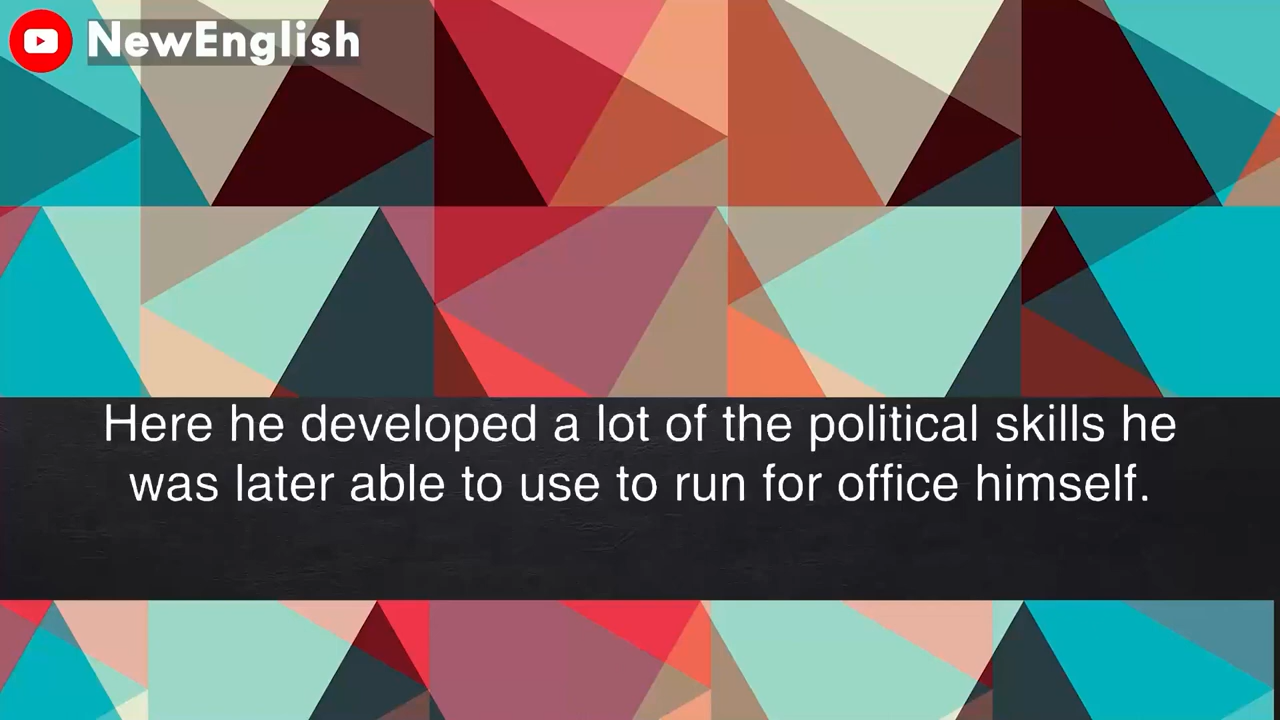 NewEnglish
Here he developed a lot of the political skills he
was later able to use to run for office himself.